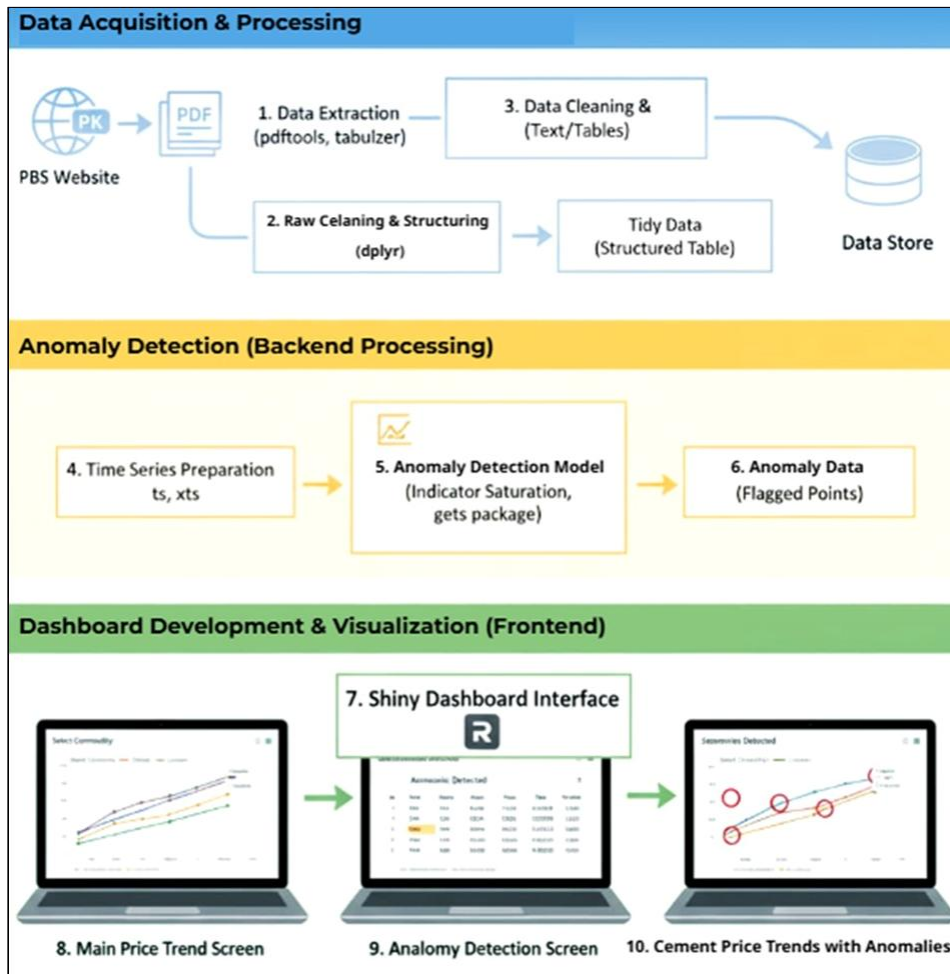 Data Acquisition & Processing
PK
PDF
PBS Website
1. Data Extraction
(pdftools, tabulzer)
3. Data Cleaning &
(Text/Tables)
2. Raw Celaning & Structuring
(dplyr)
Tidy Data
(Structured Table)
Data Store
Anomaly Detection (Backend Processing)
4. Time Series Preparation
ts, xts
5. Anomaly Detection Model
(Indicator Saturation,
gets package)
6. Anomaly Data
(Flagged Points)
Dashboard Development & Visualization (Frontend)
7. Shiny Dashboard Interface
R
Select Commodity
Detected
Detected
8. Main Price Trend Screen
9. Analomy Detection Screen
10. Cement Price Trends with Anomalies